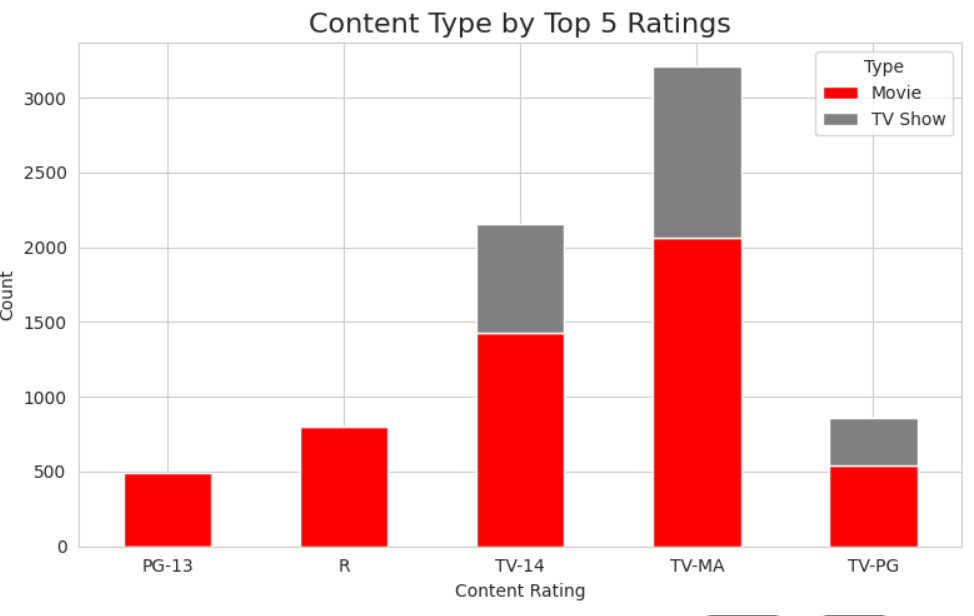 Content Type by Top 5 Ratings
Type
Movie
TV Show
3000
2500
2000
1500
1000
500
0
Count
PG-13 R TV-14 TV-MA TV-PG
Content Rating